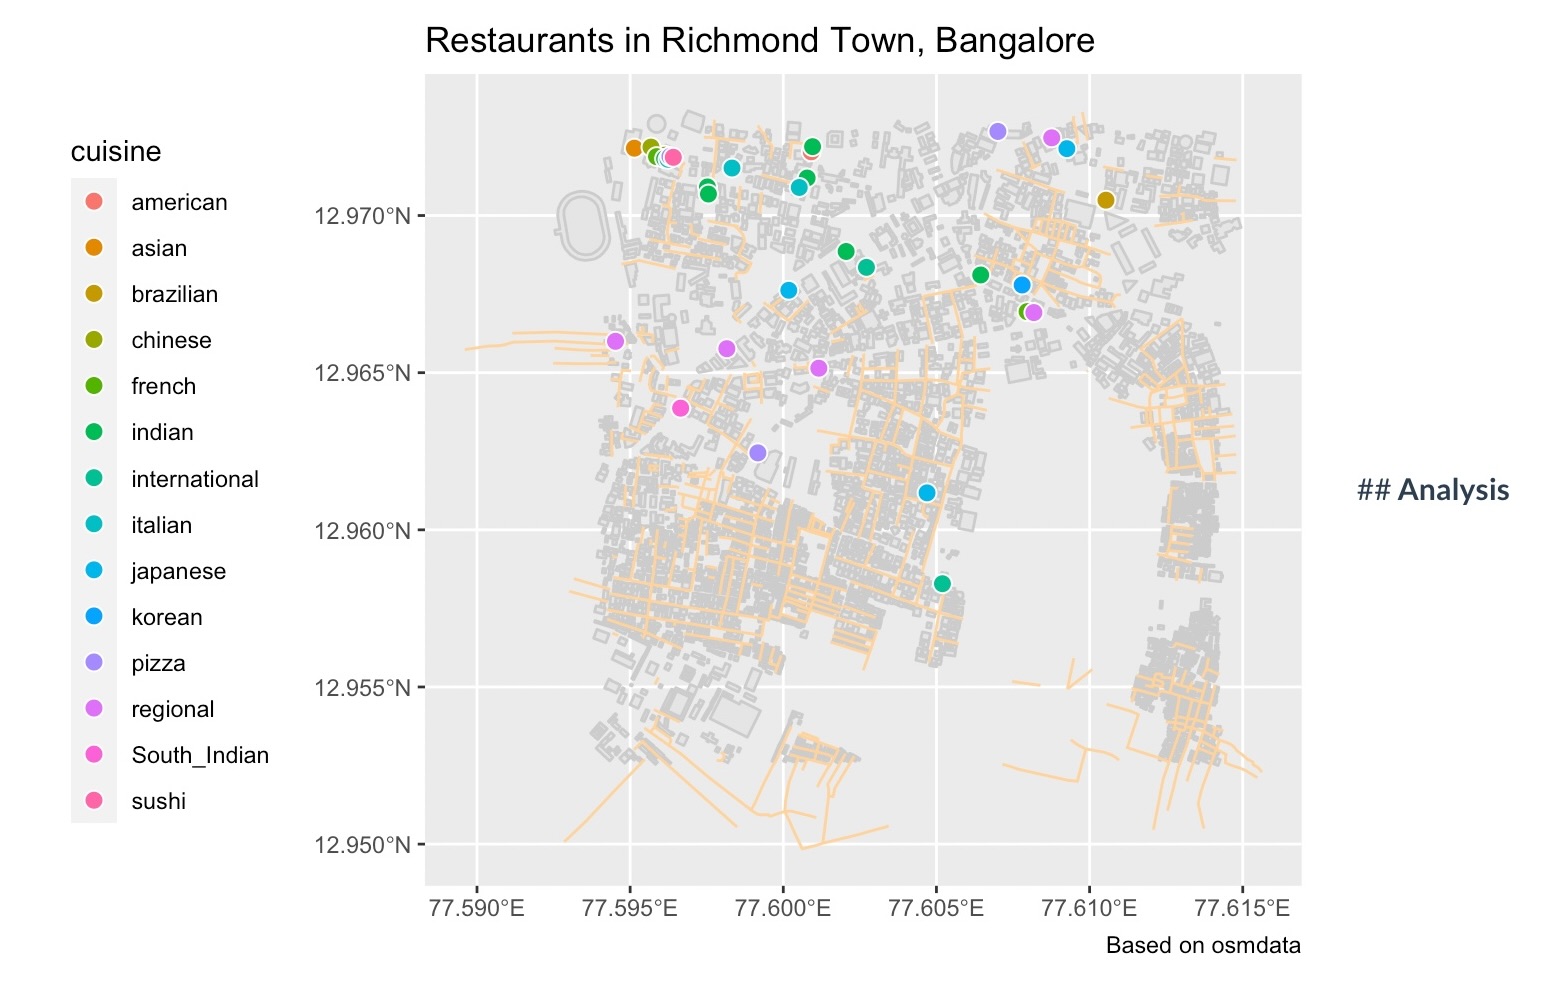 Restaurants in Richmond Town, Bangalore
cuisine
american
asian
brazilian
chinese
french
indian
international
italian
japanese
korean
pizza
regional
South_Indian
sushi
12.970°N
12.965°N
12.960°N
12.955°N
12.950°N
77.590°E 77.595°E 77.600°E 77.605°E 77.610°E 77.615°E
Based on osmdata
## Analysis